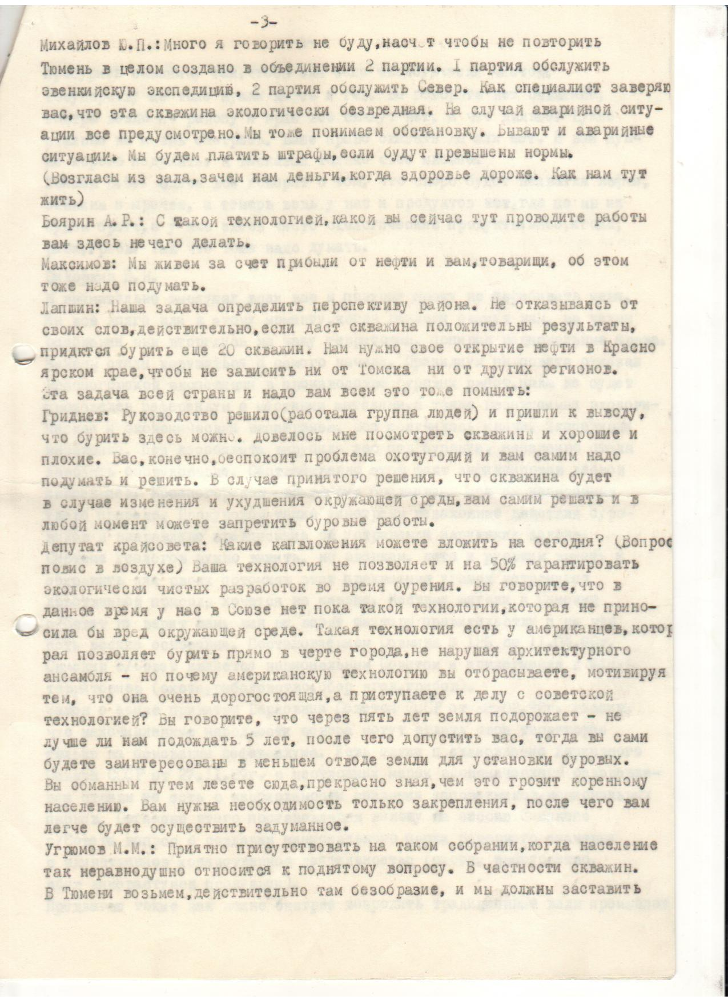 -3-
Михайлов Ю.П.:Много я говорить не буду,насчет чтобы не повторить
Тюмень в целом создано в объединении 2 партии. I партия обслужить
эвенкийскую экспедицию, 2 партия обслужить Север. Как специалист заверяю
вас,что эта скважина экологически безвредная. На случай аварийной ситу-
ации все предусмотрено.Мы тоже понимаем обстановку. Бывают и аварийные
ситуации. Мы будем платить штрафы,если будут превышены нормы.
(Возгласы из зала,зачем нам деньги,когда здоровье дороже. Как нам тут
жить)
Боярин А.Р.: С такой технологией,какой вы сейчас тут проводите работы
вам здесь нечего делать.
Максимов: Мы живем за счет прибыли от нефти и вам,товарищи, об этом
тоже надо подумать.
Лапшин: Наша задача определить перспективу района. Не отказываясь от
своих слов,действительно,если даст скважина положительны результаты,
придктся бурить еще 20 скважин. Нам нужно свое открытие нефти в Красно
ярском крае,чтобы не зависить ни от Томска ни от других регионов.
Эта задача всей страны и надо вам всем это тоже помнить:
Гриднев: Руководство решило(работала группа людей) и пришли к выводу,
что бурить здесь можно. Довелось мне посмотреть скважины и хорошие и
плохие. Вас,конечно,беспокоит проблема охотугодий и вам самим надо
подумать и решить. В случае принятого решения, что скважина будет
в случае изменения и ухудшения окружающей среды,вам самим решать и в
любой момент можете запретить буровые работы.
Депутат крайсовета: Какие капвложения можете вложить на сегодня? (Вопрос
повис в воздухе) Ваша технология не позволяет и на 50% гарантировать
экологически чистых разработок во время бурения. Вы говорите,что в
данное время у нас в Союзе нет пока такой технологии,которая не прино-
сила бы вред окружающей среде. Такая технология есть у американцев,котор
рая позволяет бурить прямо в черте города,не нарушая архитектурного
ансамбля - но почему американскую технологию вы отбрасываете, мотивируя
тем, что она очень дорогостоящая,а приступаете к делу с советской
технологией? Вы говорите, что через пять лет земля подорожает - не
лучше ли нам подождать 5 лет, после чего допустить вас, тогда вы сами
будете заинтересованы в меньшем отводе земли для установки буровых.
Вы обманным путем лезете сюда,прекрасно зная,чем это грозит коренному
населению. Вам нужна необходимость только закрепления, после чего вам
легче будет осуществить задуманное.
Угрюмов М.М.: Приятно присутствовать на таком собрании,когда население
так неравнодушно относится к поднятому вопросу. В частности скважин.
В Тюмени возьмем,действительно там безобразие, и мы должны заставить